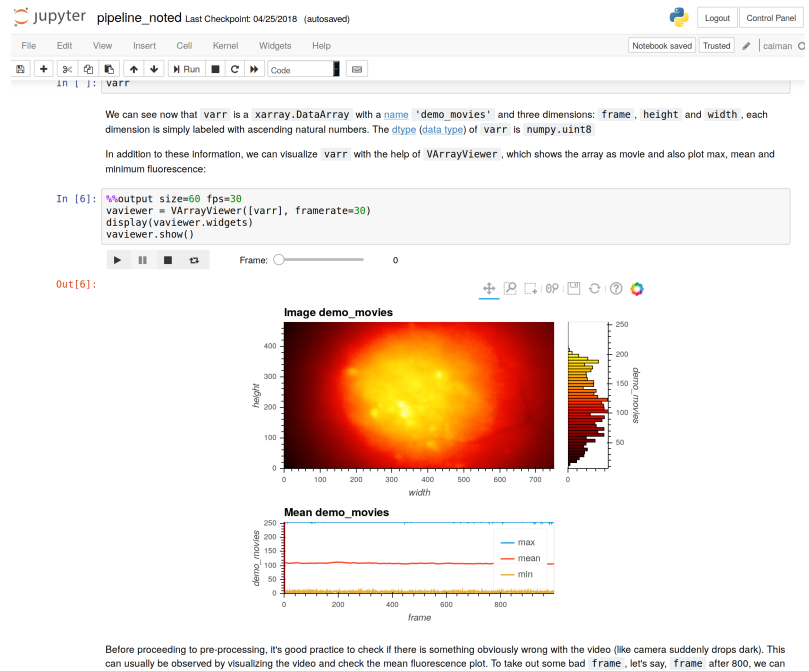 jupyter pipeline_noted Last Checkpoint: 04/25/2018 (autosaved) Logout Control Panel
File Edit View Insert Cell Kernel Widgets Help Notebook saved Trusted caiman
Run Code
In [ ]: varr
We can see now that varr is a xarray.DataArray with a name 'demo_movies' and three dimensions: frame, height and width, each
dimension is simply labeled with ascending natural numbers. The dtype (data type) of varr is numpy.uint8
In addition to these information, we can visualize varr with the help of VArrayViewer, which shows the array as movie and also plot max, mean and
minimum fluorescence:
In [6]: %%output size=60 fps=30
vaviewer = VArrayViewer([varr], framerate=30)
display(vaviewer.widgets)
vaviewer.show()
Frame: 0
Out[6]:
Image demo_movies
400
300
200
100
0
height
0 100 200 300 400 500 600 700
width
250
200
150
100
50
0
demo_movies
Mean demo_movies
250
200
150
100
50
0
demo_movies
max
mean
min
0 200 400 600 800
frame
Before proceeding to pre-processing, it's good practice to check if there is something obviously wrong with the video (like camera suddenly drops dark). This
can usually be observed by visualizing the video and check the mean fluorescence plot. To take out some bad frame, let's say, frame after 800, we can